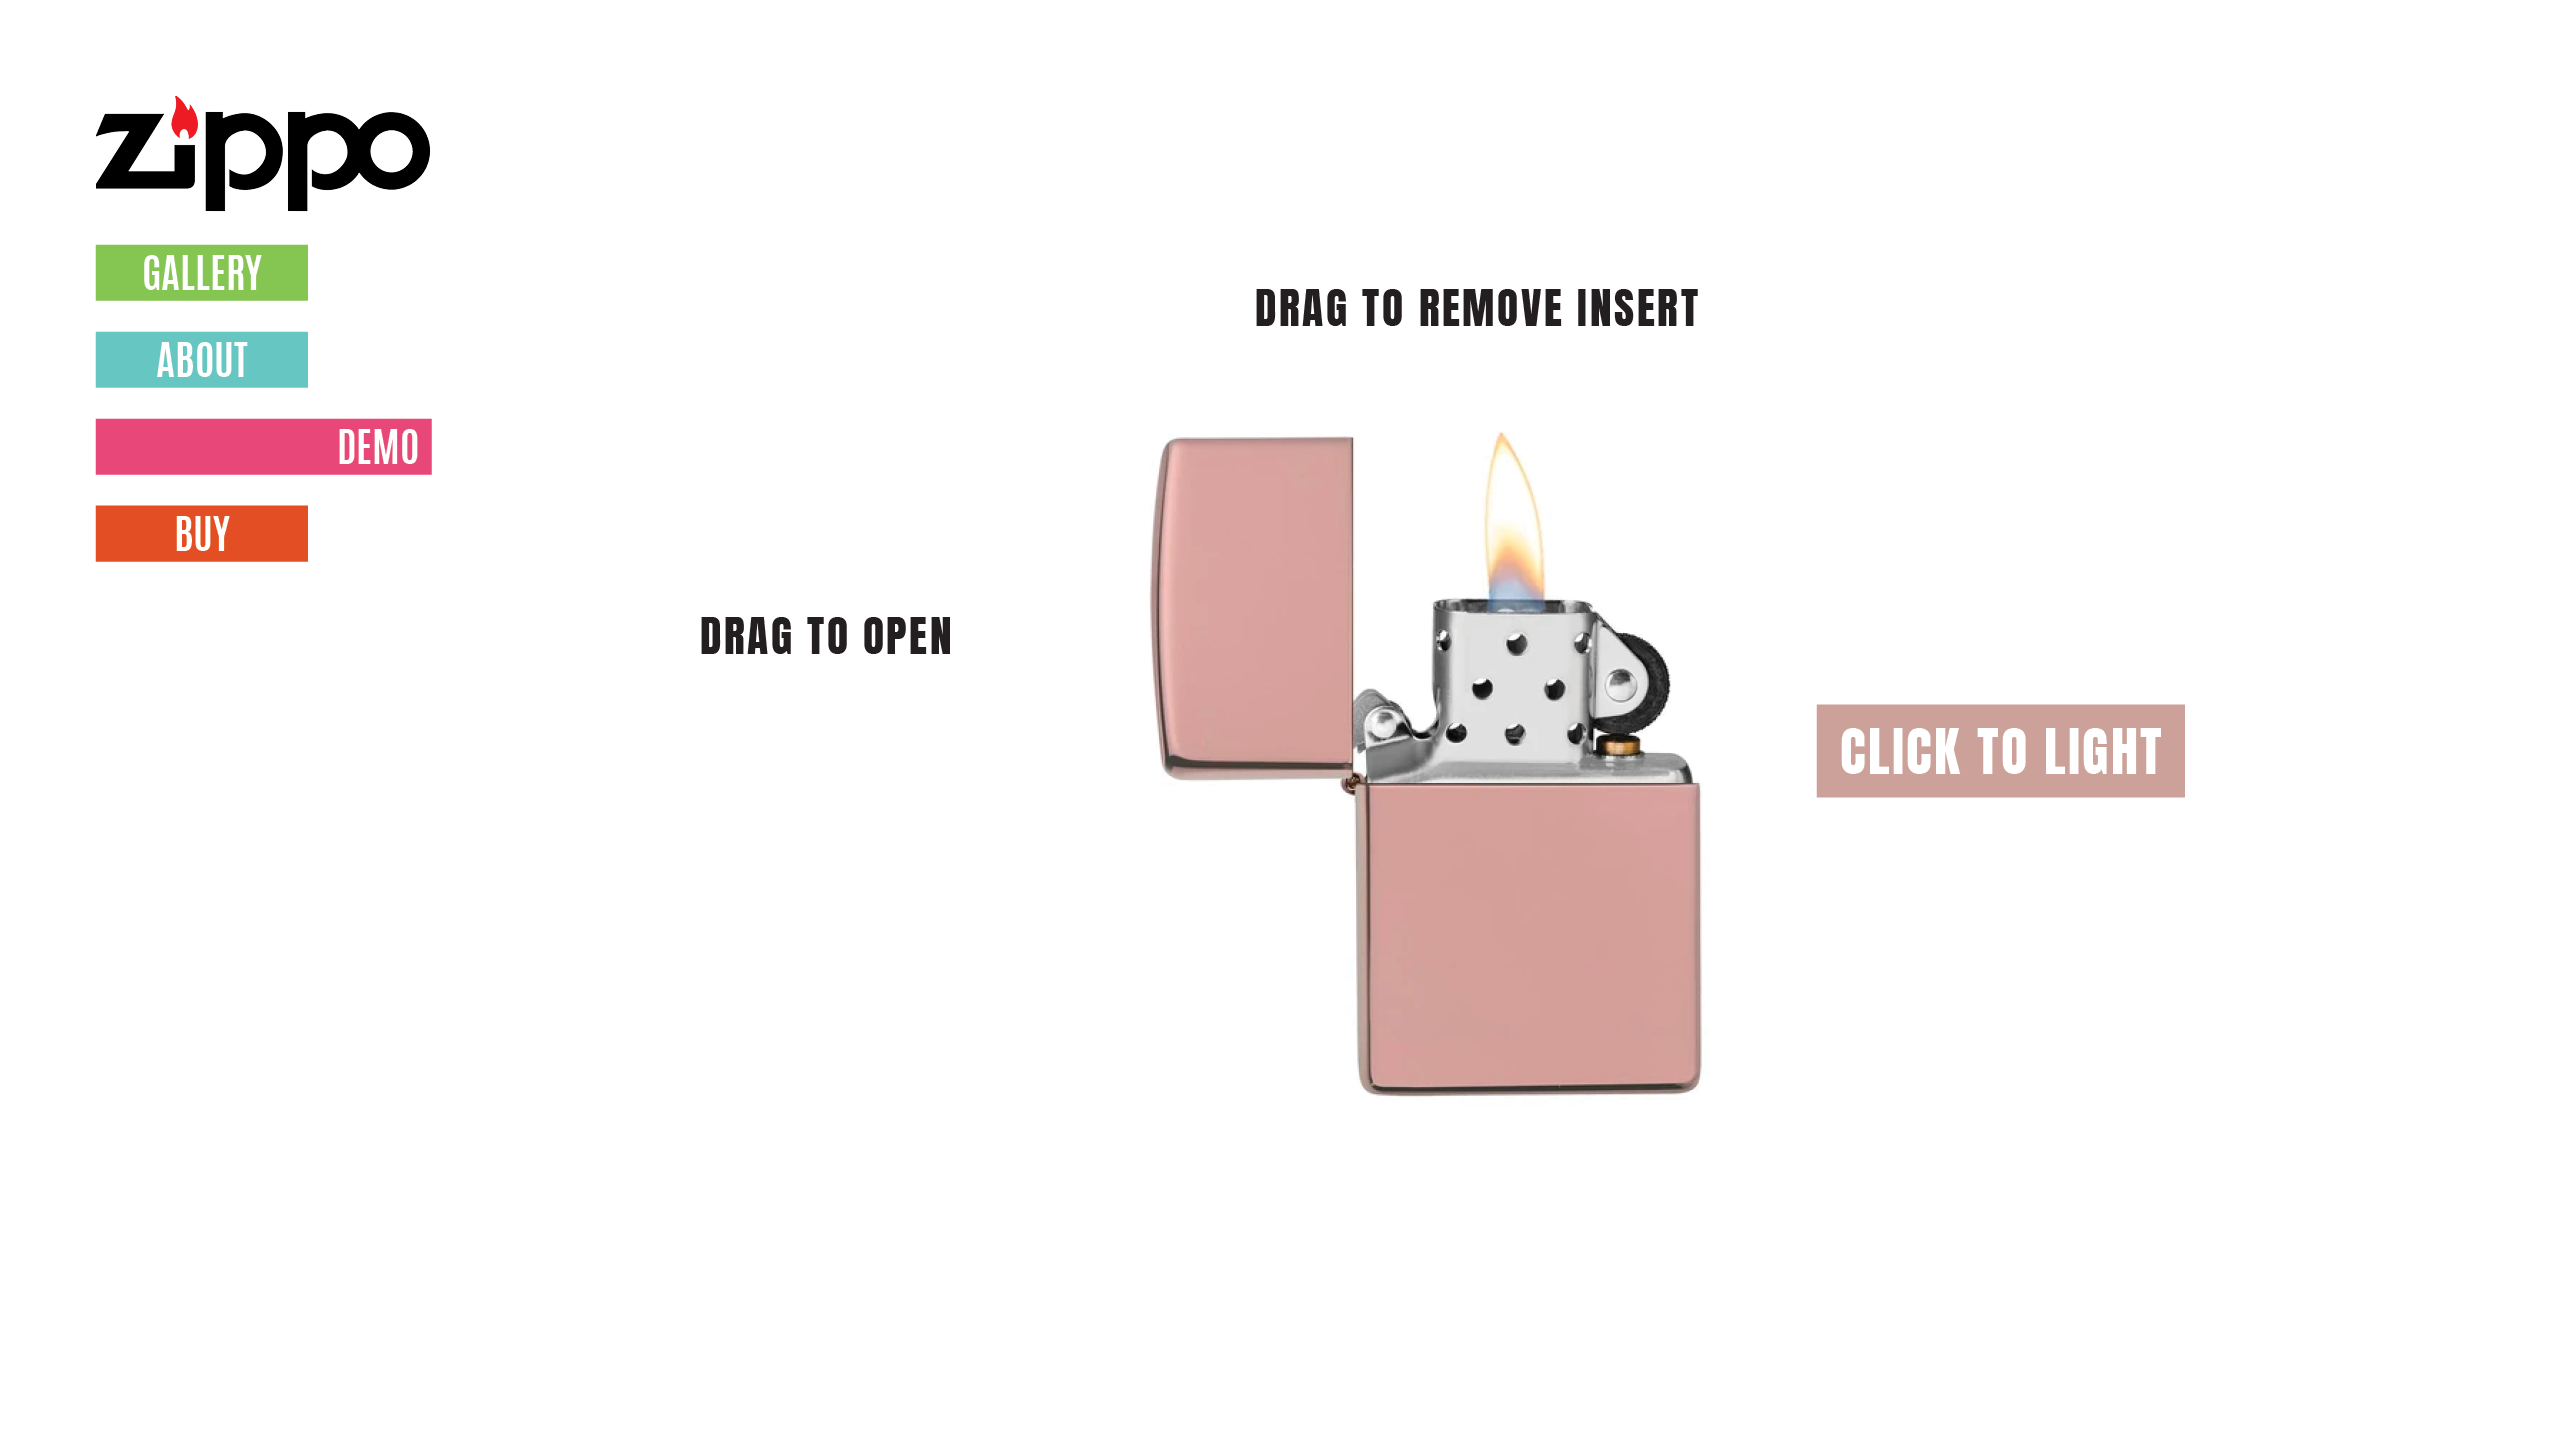 zippo
GALLERY
ABOUT
DEMO
BUY
DRAG TO REMOVE INSERT
DRAG TO OPEN
CLICK TO LIGHT